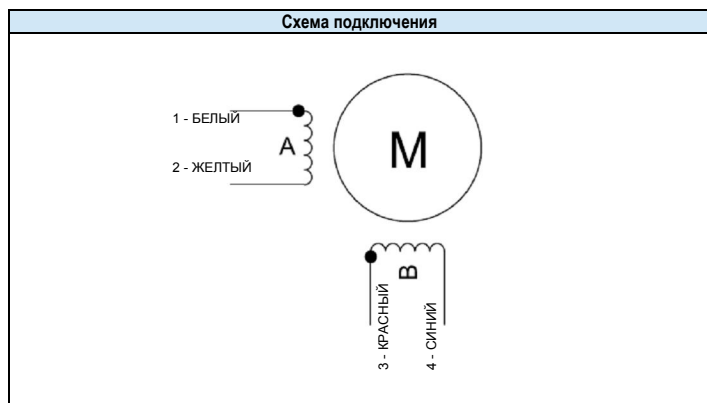 Схема подключения
1 - БЕЛЫЙ
A
M
2 - ЖЕЛТЫЙ
B
3 - КРАСНЫЙ
4 - СИНИЙ